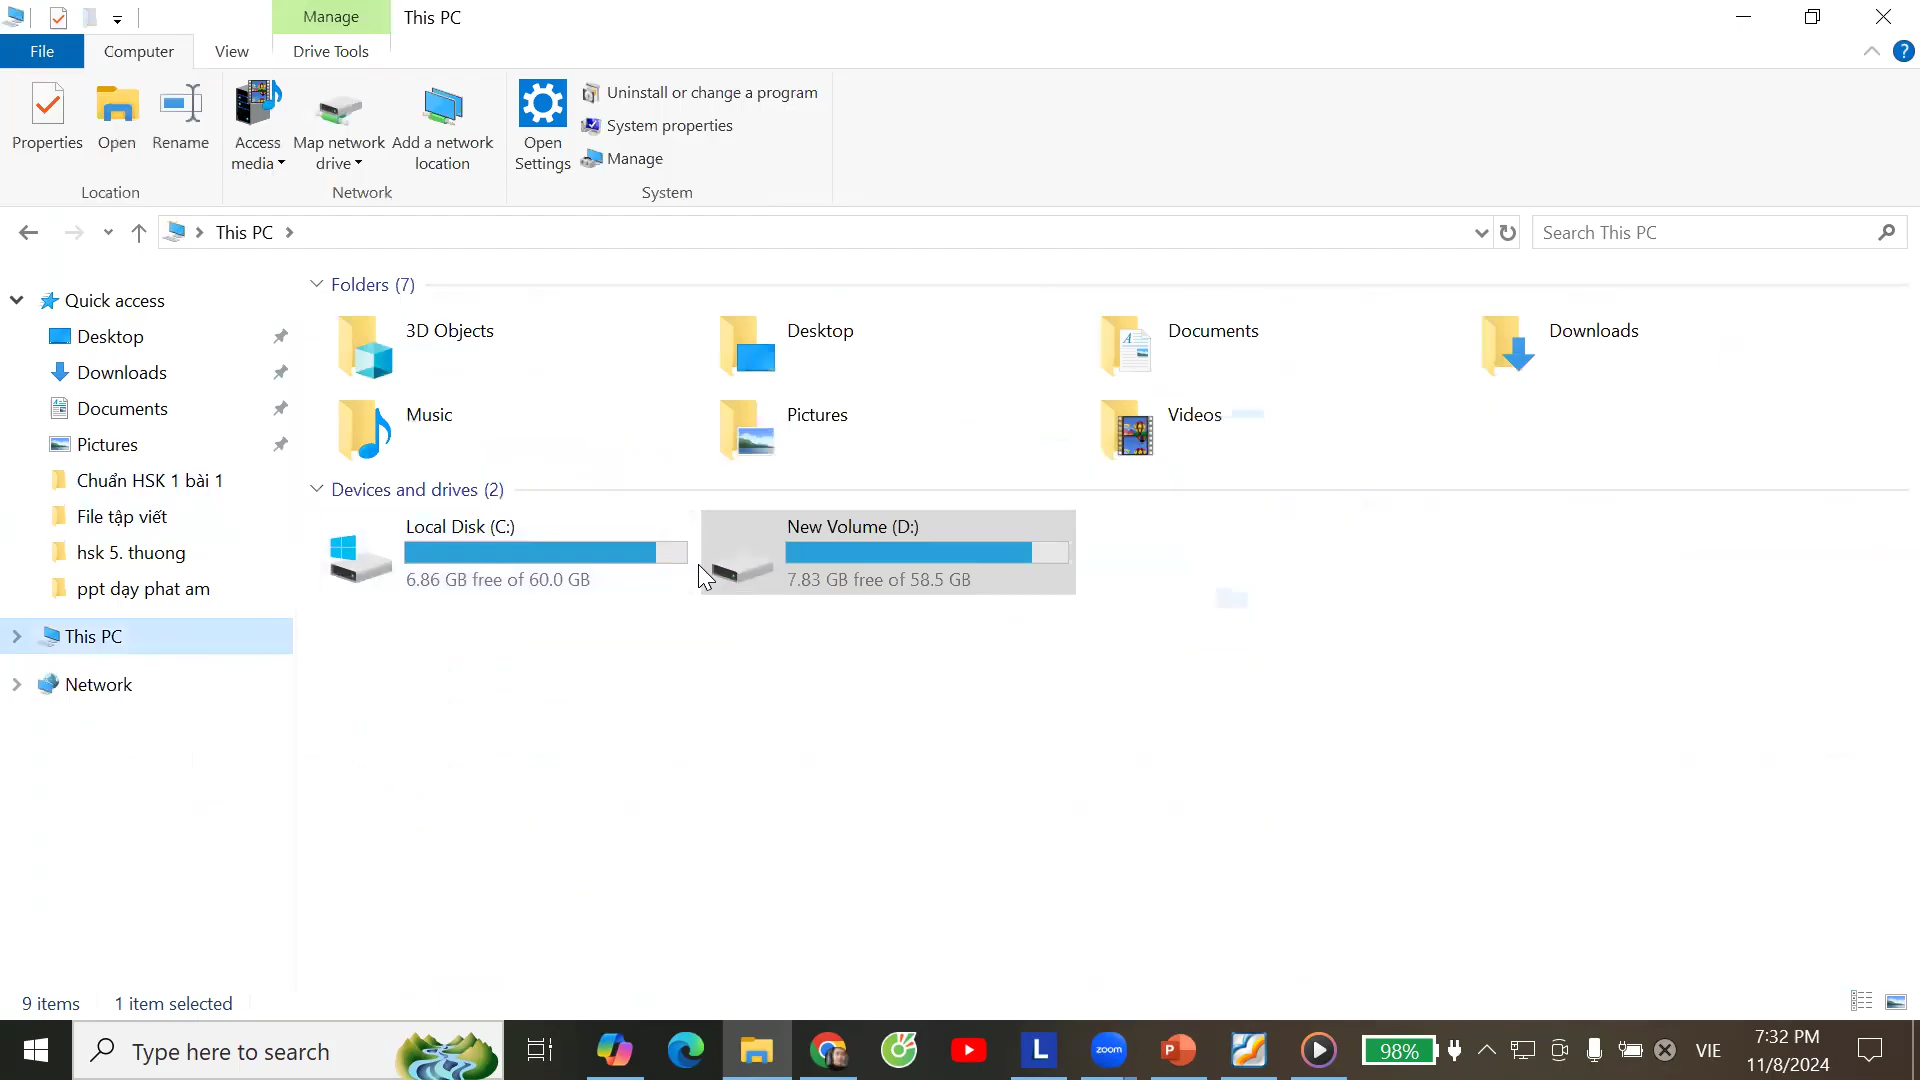 Manage
This PC
File
Computer
View
Drive Tools
Properties
Open
Rename
Access media
Map network drive
Add a network location
Open Settings
Uninstall or change a program
System properties
Manage
Location
Network
System
This PC
Search This PC
Quick access
Desktop
Downloads
Documents
Pictures
Chuẩn HSK 1 bài 1
File tập viết
hsk 5. thuong
ppt dạy phat am
This PC
Network
Folders (7)
3D Objects
Desktop
Documents
Downloads
Music
Pictures
Videos
Devices and drives (2)
Local Disk (C:)
6.86 GB free of 60.0 GB
New Volume (D:)
7.83 GB free of 58.5 GB
9 items
1 item selected
Type here to search
L
zoom
P
98%
VIE
7:32 PM
11/8/2024